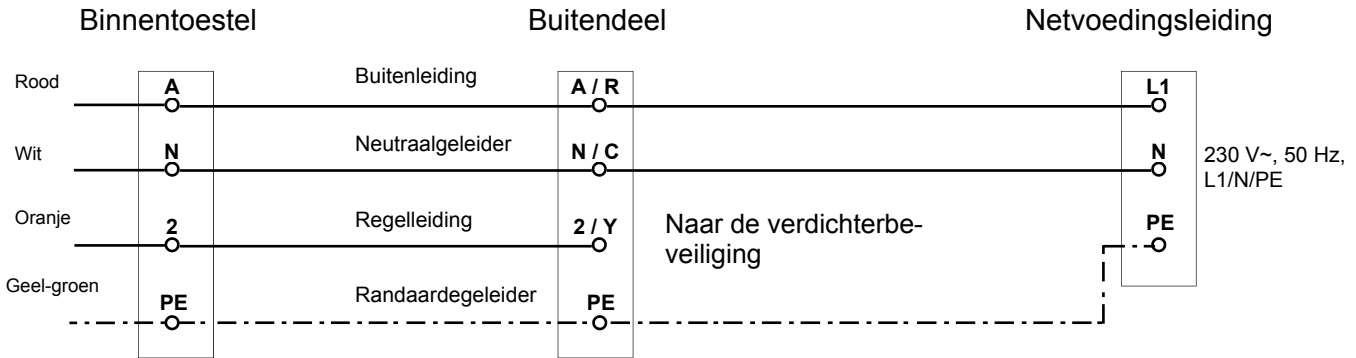 Binnentoestel Buitendeel Netvoedingsleiding
Rood A Buitenleiding A / R L1
Wit N Neutraalgeleider N / C N 230 V~, 50 Hz,
L1/N/PE
Oranje 2 Regelleiding 2 / Y Naar de verdichterbe-
veiliging
PE
Geel-groen PE Randaardegeleider PE